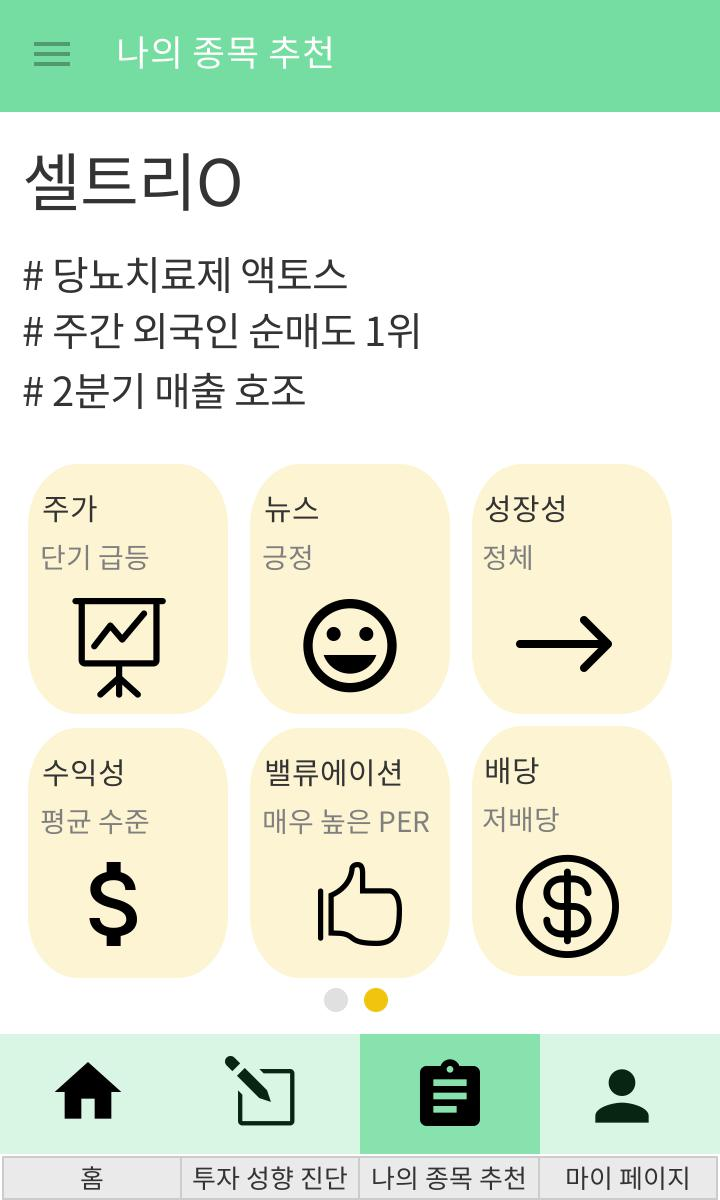 나의 종목 추천
셀트리O
# 당뇨치료제 액토스
# 주간 외국인 순매도 1위
# 2분기 매출 호조
주가
단기 급등
뉴스
긍정
성장성
정체
수익성
평균 수준
밸류에이션
매우 높은 PER
배당
저배당
홈
투자 성향 진단
나의 종목 추천
마이 페이지